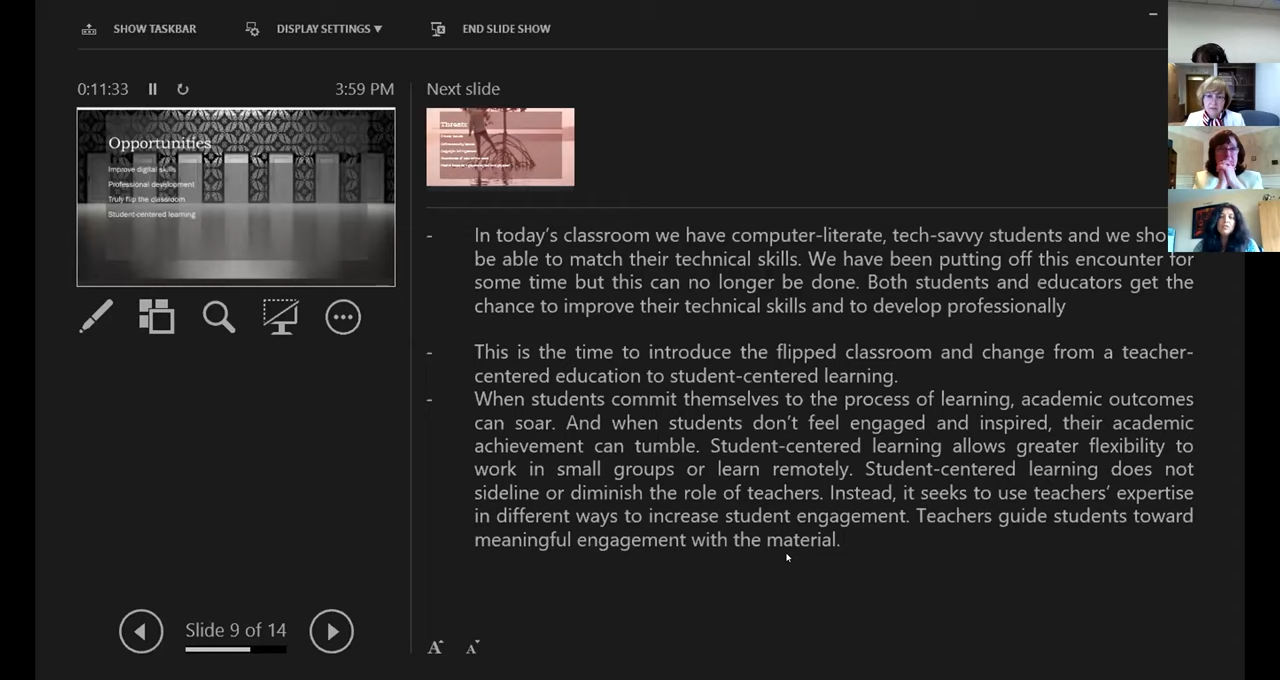 SHOW TASKBAR
DISPLAY SETTINGS ▼
END SLIDE SHOW
0:11:33
3:59 PM
Opportunities
Improve digital skills
Professional development
Truly flip the classroom
Student-centered learning
Slide 9 of 14
Next slide
Threats
- In today’s classroom we have computer-literate, tech-savvy students and we
be able to match their technical skills. We have been putting off this encounter for
some time but this can no longer be done. Both students and educators get the
chance to improve their technical skills and to develop professionally
- This is the time to introduce the flipped classroom and change from a teacher-
centered education to student-centered learning.
- When students commit themselves to the process of learning, academic outcomes
can soar. And when students don’t feel engaged and inspired, their academic
achievement can tumble. Student-centered learning allows greater flexibility to
work in small groups or learn remotely. Student-centered learning does not
sideline or diminish the role of teachers. Instead, it seeks to use teachers’ expertise
in different ways to increase student engagement. Teachers guide students toward
meaningful engagement with the material.
A A